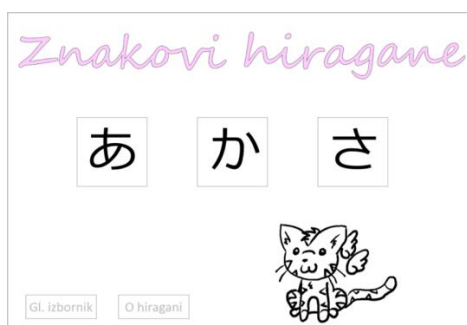 Znakovi hiragane
あ か さ
Gl. izbornik O hiragani